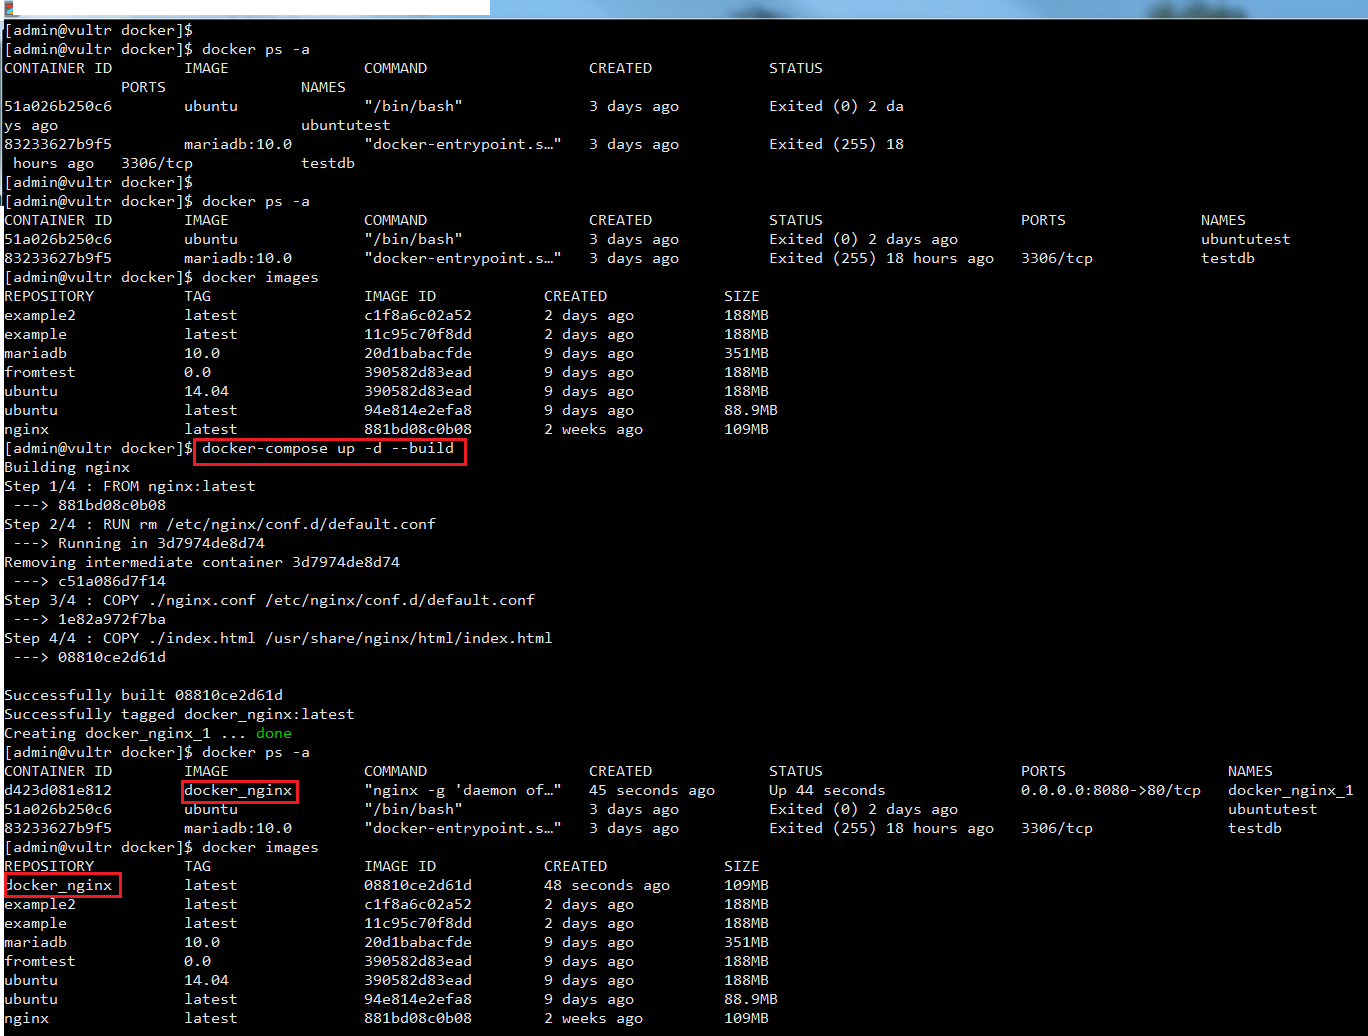 [admin@vultr docker]$
[admin@vultr docker]$ docker ps -a
CONTAINER ID        IMAGE               COMMAND                  CREATED             STATUS
             PORTS               NAMES
51a026b250c6        ubuntu              "/bin/bash"              3 days ago          Exited (0) 2 da
ys ago                           ubuntutest
83233627b9f5        mariadb:10.0        "docker-entrypoint.s…"   3 days ago          Exited (255) 18
 hours ago   3306/tcp            testdb
[admin@vultr docker]$
[admin@vultr docker]$ docker ps -a
CONTAINER ID        IMAGE               COMMAND                  CREATED             STATUS                      PORTS               NAMES
51a026b250c6        ubuntu              "/bin/bash"              3 days ago          Exited (0) 2 days ago                           ubuntutest
83233627b9f5        mariadb:10.0        "docker-entrypoint.s…"   3 days ago          Exited (255) 18 hours ago   3306/tcp            testdb
[admin@vultr docker]$ docker images
REPOSITORY          TAG                 IMAGE ID            CREATED             SIZE
example2            latest              c1f8a6c02a52        2 days ago          188MB
example             latest              11c95c70f8dd        2 days ago          188MB
mariadb             10.0                20d1babacfde        9 days ago          351MB
fromtest            0.0                 390582d83ead        9 days ago          188MB
ubuntu              14.04               390582d83ead        9 days ago          188MB
ubuntu              latest              94e814e2efa8        9 days ago          88.9MB
nginx               latest              881bd08c0b08        2 weeks ago         109MB
[admin@vultr docker]$ docker-compose up -d --build
Building nginx
Step 1/4 : FROM nginx:latest
 ---> 881bd08c0b08
Step 2/4 : RUN rm /etc/nginx/conf.d/default.conf
 ---> Running in 3d7974de8d74
Removing intermediate container 3d7974de8d74
 ---> c51a086d7f14
Step 3/4 : COPY ./nginx.conf /etc/nginx/conf.d/default.conf
 ---> 1e82a972f7ba
Step 4/4 : COPY ./index.html /usr/share/nginx/html/index.html
 ---> 08810ce2d61d
Successfully built 08810ce2d61d
Successfully tagged docker_nginx:latest
Creating docker_nginx_1 ... done
[admin@vultr docker]$ docker ps -a
CONTAINER ID        IMAGE               COMMAND                  CREATED             STATUS                      PORTS                  NAMES
d423d081e812        docker_nginx        "nginx -g 'daemon of…"   45 seconds ago      Up 44 seconds               0.0.0.0:8080->80/tcp   docker_nginx_1
51a026b250c6        ubuntu              "/bin/bash"              3 days ago          Exited (0) 2 days ago                              ubuntutest
83233627b9f5        mariadb:10.0        "docker-entrypoint.s…"   3 days ago          Exited (255) 18 hours ago   3306/tcp               testdb
[admin@vultr docker]$ docker images
REPOSITORY          TAG                 IMAGE ID            CREATED             SIZE
docker_nginx        latest              08810ce2d61d        48 seconds ago      109MB
example2            latest              c1f8a6c02a52        2 days ago          188MB
example             latest              11c95c70f8dd        2 days ago          188MB
mariadb             10.0                20d1babacfde        9 days ago          351MB
fromtest            0.0                 390582d83ead        9 days ago          188MB
ubuntu              14.04               390582d83ead        9 days ago          188MB
ubuntu              latest              94e814e2efa8        9 days ago          88.9MB
nginx               latest              881bd08c0b08        2 weeks ago         109MB